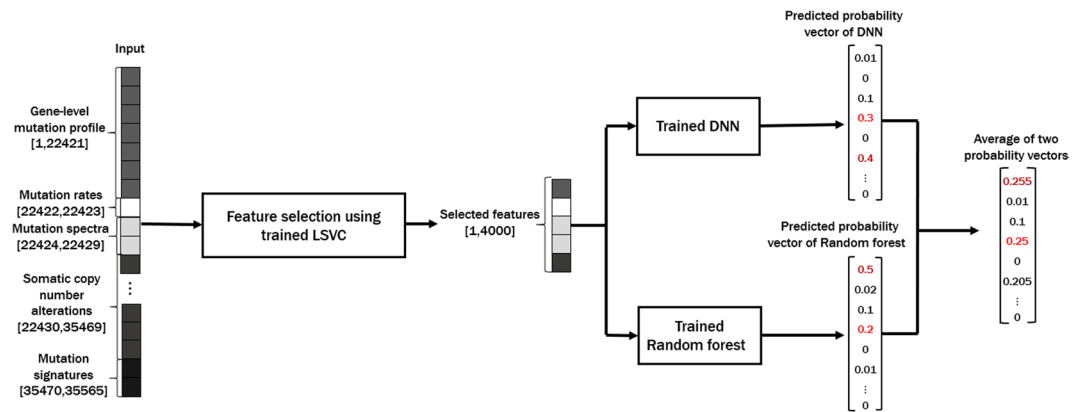 Input
Gene-level
mutation profile
[1,22421]
Mutation rates
[22422,22423]
Mutation spectra
[22424,22429]
Somatic copy
number
alterations
[22430,35469]
Mutation
signatures
[35470,35565]
Feature selection using
trained LSVC
Selected features
[1,4000]
Trained DNN
Trained
Random forest
Predicted probability
vector of DNN
0.01
0
0.1
0.3
0
0.4
⋮
0
Predicted probability
vector of Random forest
0.5
0.02
0.1
0.2
0
0.01
⋮
0
Average of two
probability vectors
0.255
0.01
0.1
0.25
0
0.205
⋮
0